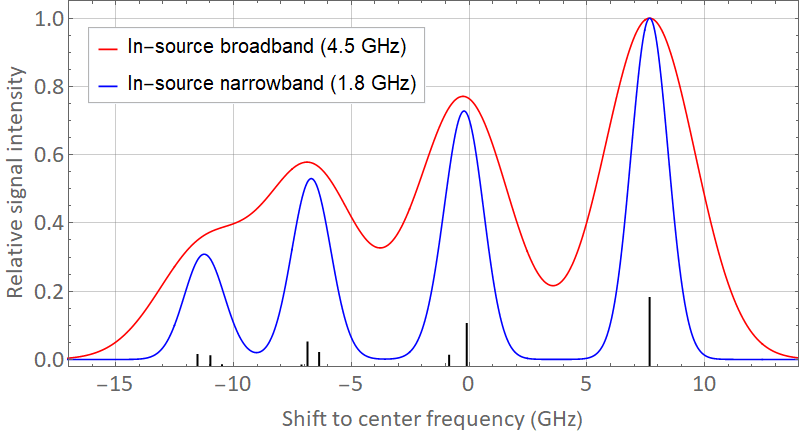 1.0
0.8
0.6
0.4
0.2
0.0
Relative signal intensity
In-source broadband (4.5 GHz)
In-source narrowband (1.8 GHz)
−15 −10 −5 0 5 10
Shift to center frequency (GHz)